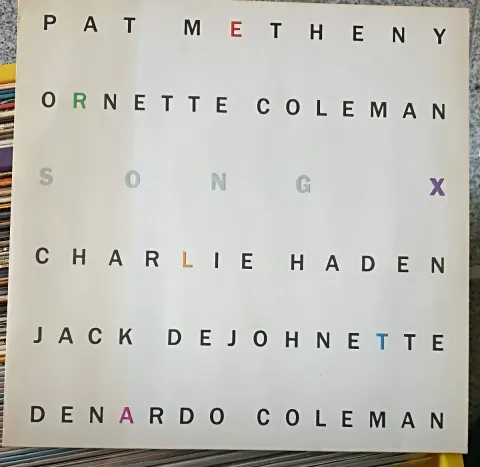 PAT METHENY
ORNETTE COLEMAN
SONG X
CHARLIE HADEN
JACK DEJOHNETTE
DENARDO COLEMAN